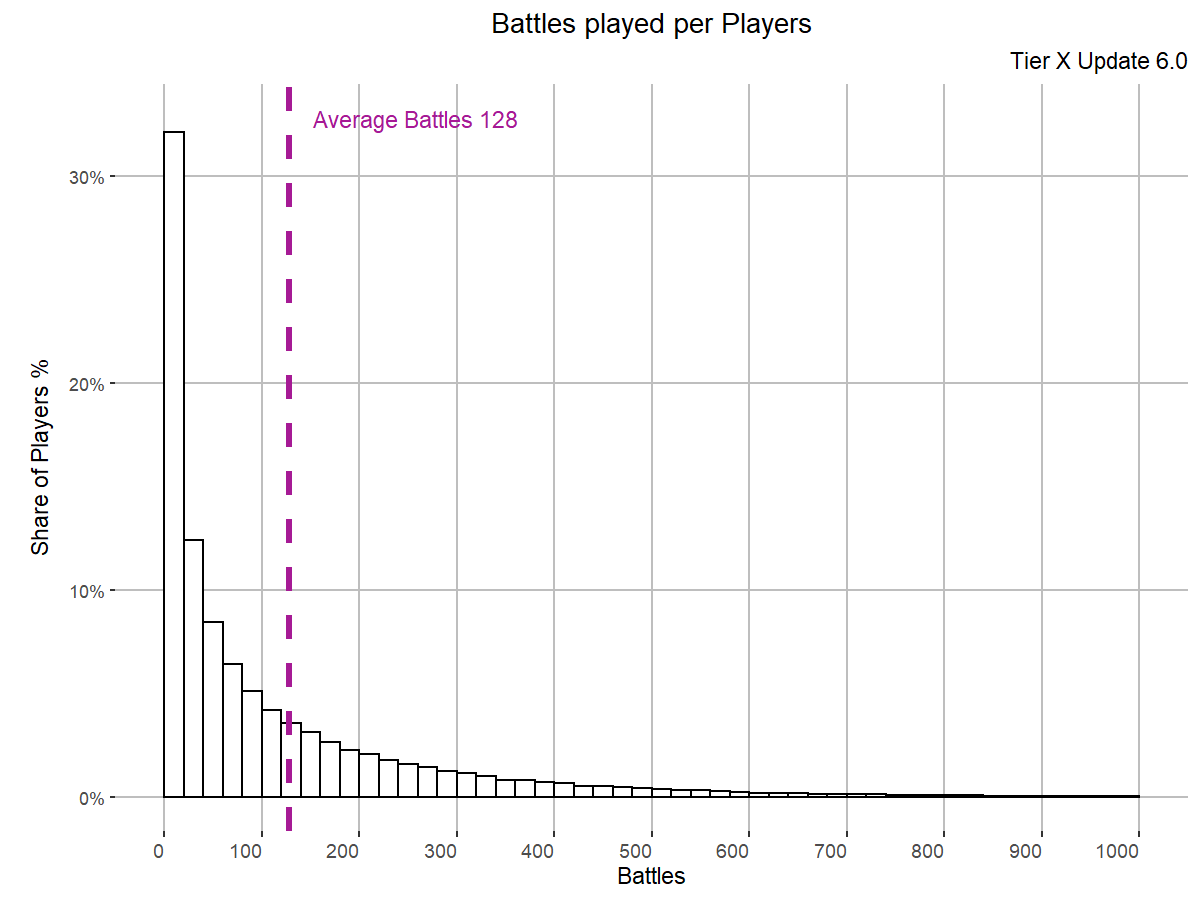 Battles played per Players
Tier X Update 6.0
Average Battles 128
Share of Players %
30%
20%
10%
0%
0 100 200 300 400 500 600 700 800 900 1000
Battles